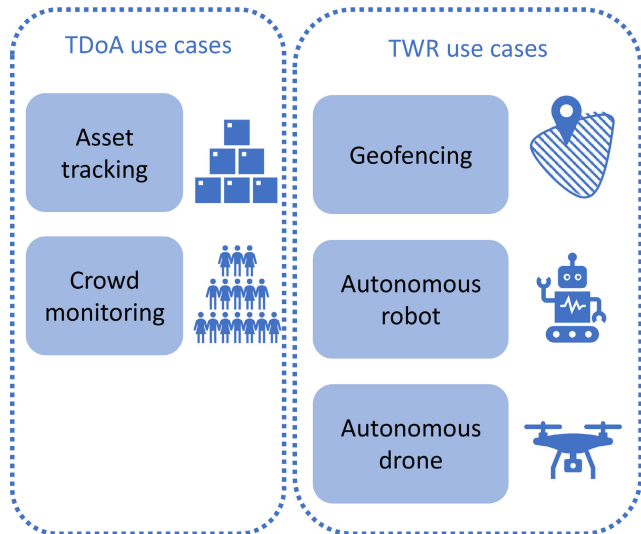 TDoA use cases
Asset
tracking
Crowd
monitoring
TWR use cases
Geofencing
Autonomous
robot
Autonomous
drone